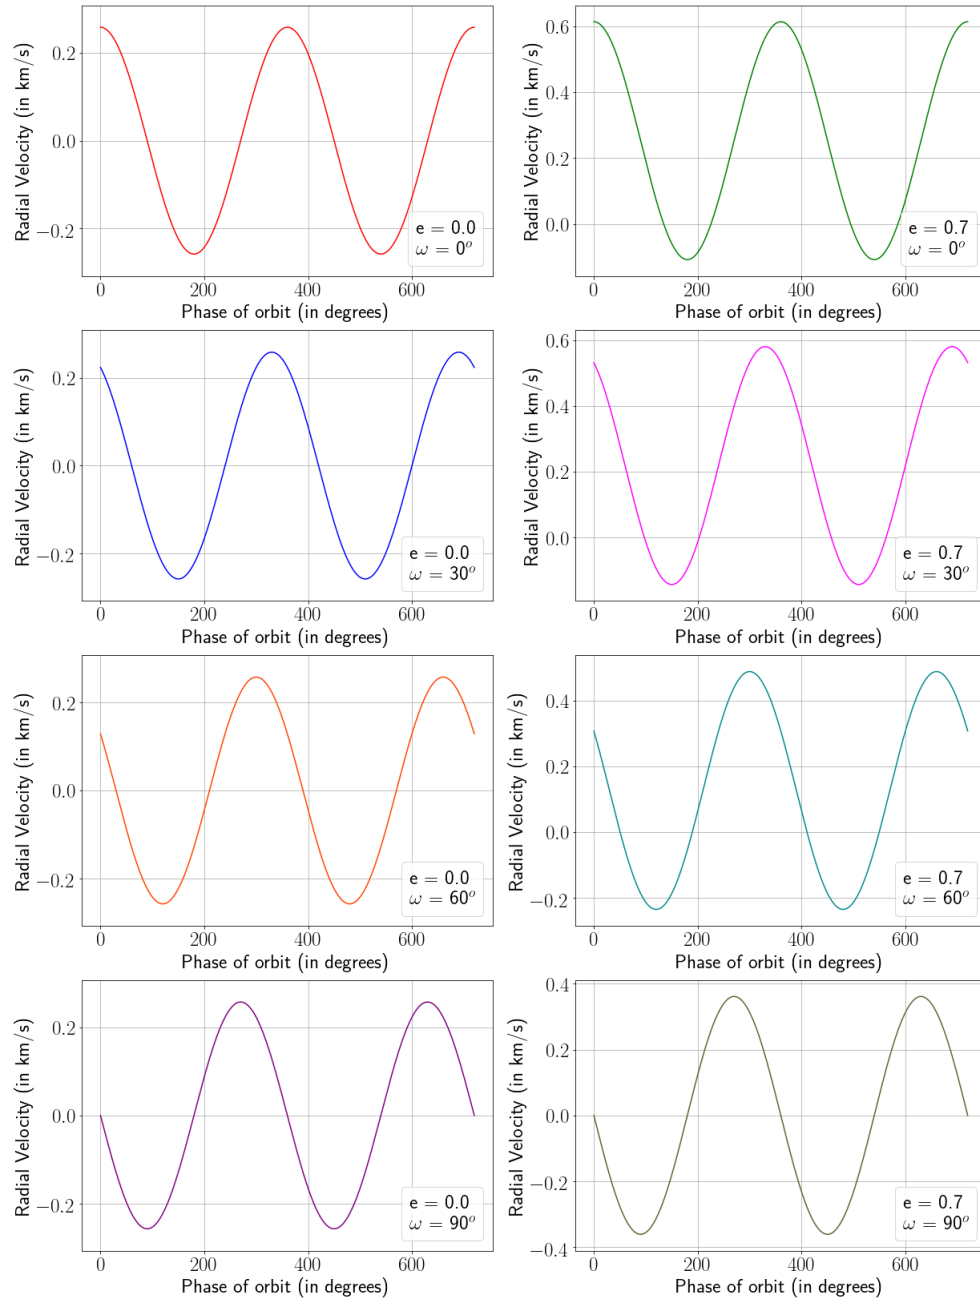 Radial Velocity (in km/s)
0.2
0.0
−0.2
e = 0.0
ω = 0°
0 200 400 600
Phase of orbit (in degrees)
Radial Velocity (in km/s)
0.6
0.4
0.2
0.0
e = 0.7
ω = 0°
0 200 400 600
Phase of orbit (in degrees)
Radial Velocity (in km/s)
0.2
0.0
−0.2
e = 0.0
ω = 30°
0 200 400 600
Phase of orbit (in degrees)
Radial Velocity (in km/s)
0.6
0.4
0.2
0.0
e = 0.7
ω = 30°
0 200 400 600
Phase of orbit (in degrees)
Radial Velocity (in km/s)
0.2
0.0
−0.2
e = 0.0
ω = 60°
0 200 400 600
Phase of orbit (in degrees)
Radial Velocity (in km/s)
0.4
0.2
0.0
−0.2
e = 0.7
ω = 60°
0 200 400 600
Phase of orbit (in degrees)
Radial Velocity (in km/s)
0.2
0.0
−0.2
e = 0.0
ω = 90°
0 200 400 600
Phase of orbit (in degrees)
Radial Velocity (in km/s)
0.4
0.2
0.0
−0.2
−0.4
e = 0.7
ω = 90°
0 200 400 600
Phase of orbit (in degrees)